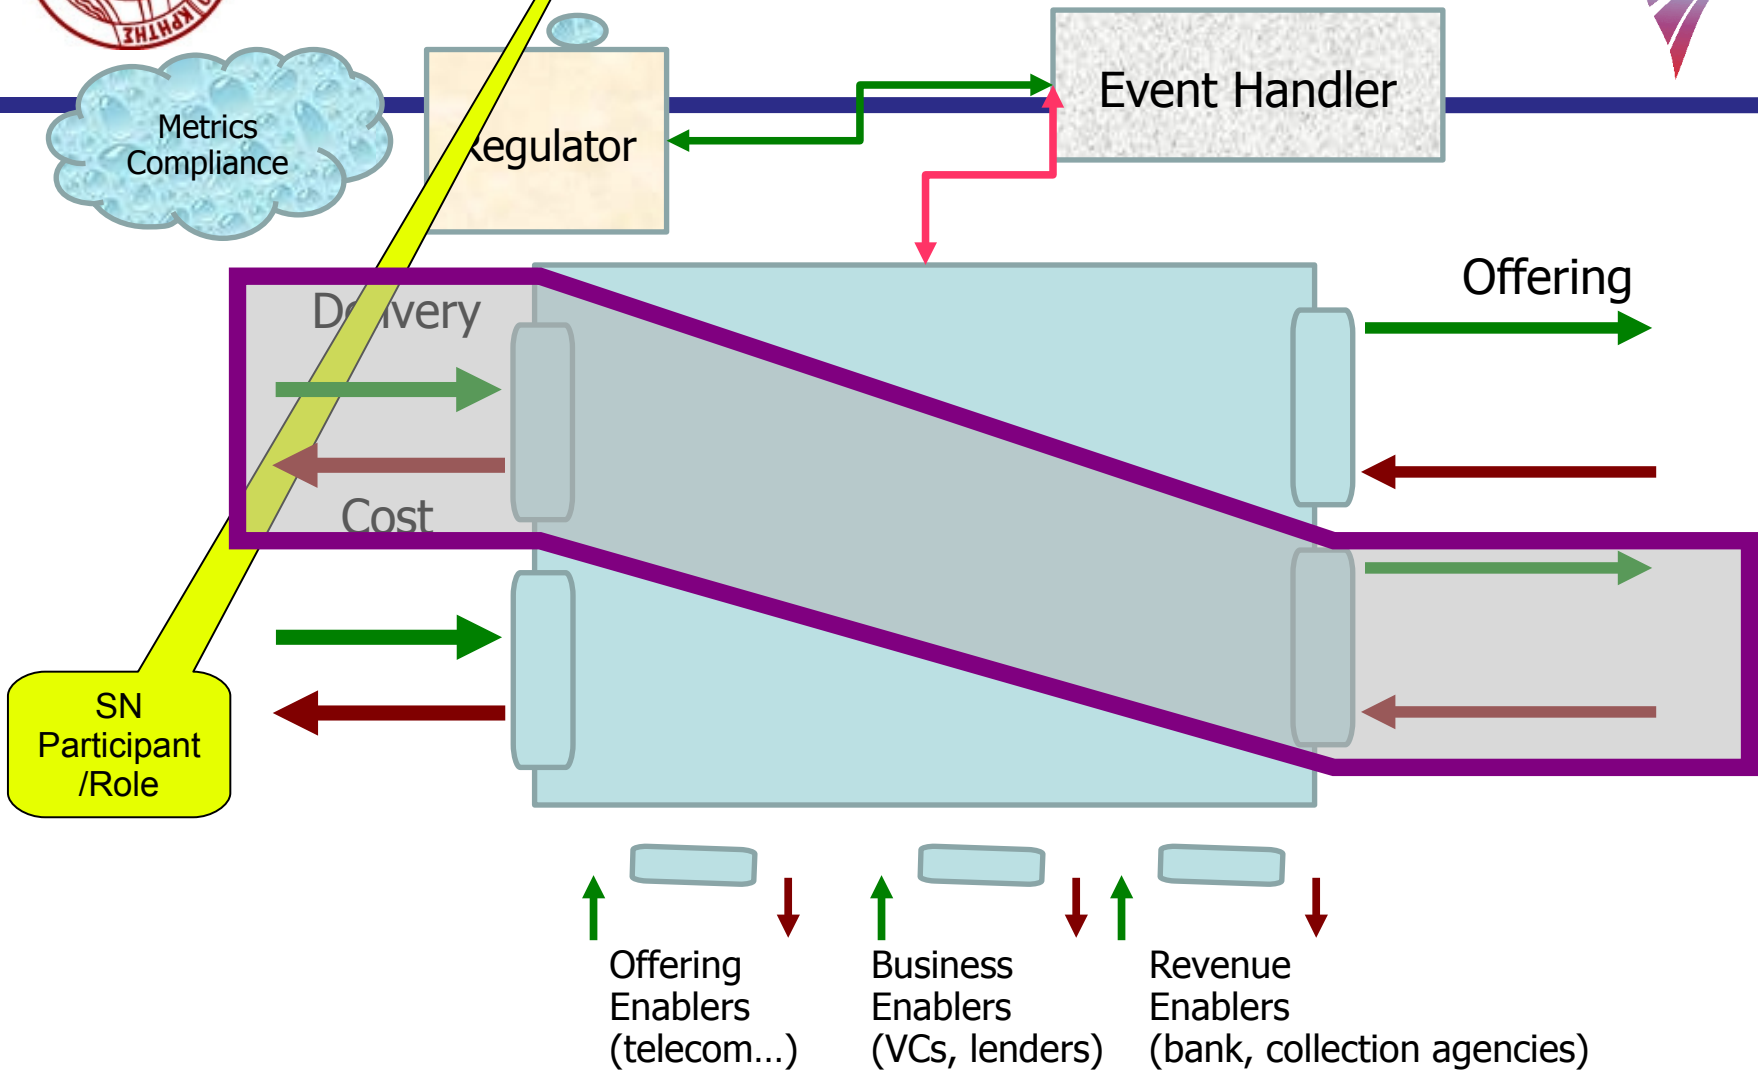 ΚΡΗΤΗΣ
Event Handler
Metrics
Compliance
Regulator
Offering
Delivery
Cost
SN
Participant
/Role
Offering
Enablers
(telecom...)
Business
Enablers
(VCs, lenders)
Revenue
Enablers
(bank, collection agencies)